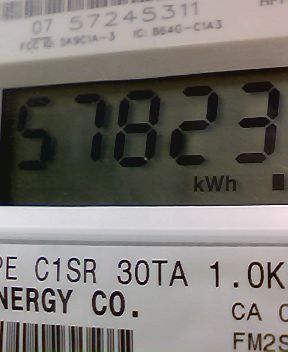 07 57245311
FCC ID: SK9C1A-3 IC: 864G-C1A3
57823
kWh
PE C1SR 30TA 1.0K
NERGY CO.
CA
FM2S